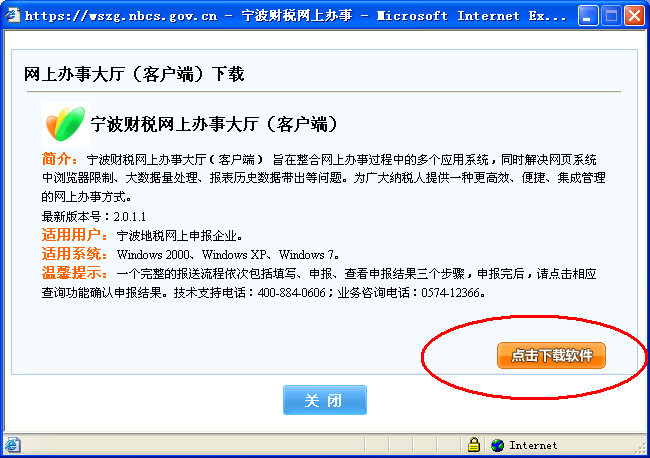 https://wszg.nbcs.gov.cn - 宁波财税网上办事 - Microsoft Internet Ex...
网上办事大厅（客户端）下载
宁波财税网上办事大厅（客户端）
简介：宁波财税网上办事大厅（客户端） 旨在整合网上办事过程中的多个应用系统，同时解决网页系统
中浏览器限制、大数据量处理、报表历史数据带出等问题。为广大纳税人提供一种更高效、便捷、集成管理
的网上办事方式。
最新版本号：2.0.1.1
适用用户：宁波地税网上申报企业。
适用系统：Windows 2000、Windows XP、Windows 7。
温馨提示：一个完整的报送流程依次包括填写、申报、查看申报结果三个步骤，申报完后，请点击相应
查询功能确认申报结果。技术支持电话：400-884-0606；业务咨询电话：0574-12366。
点击下载软件
关 闭
Internet